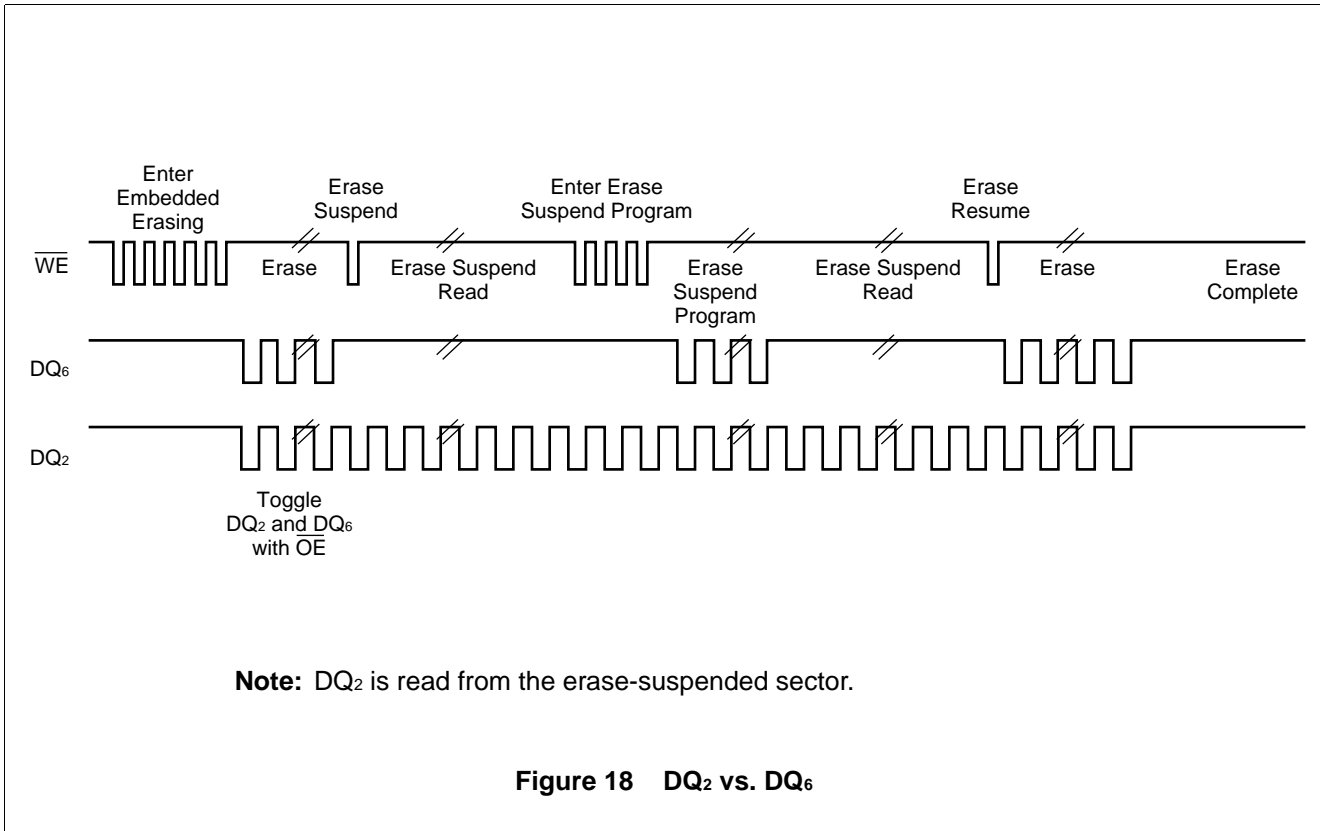 Enter
Embedded
Erasing
Erase
Suspend
Enter Erase
Suspend Program
Erase
Resume
WE
Erase
Erase Suspend
Read
Erase
Suspend
Program
Erase Suspend
Read
Erase
Erase
Complete
DQ6
DQ2
Toggle
DQ2 and DQ6
with OE
Note: DQ2 is read from the erase-suspended sector.
Figure 18 DQ2 vs. DQ6